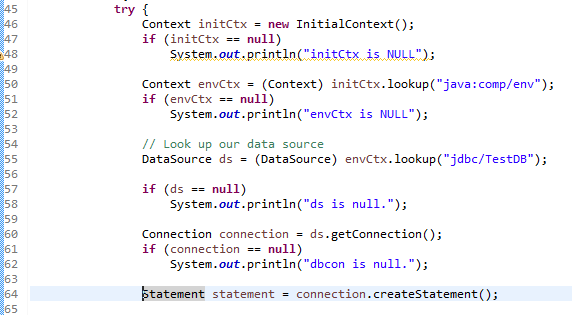 45 try {
46 Context initCtx = new InitialContext();
47 if (initCtx == null)
48 System.out.println("initCtx is NULL");
49
50 Context envCtx = (Context) initCtx.lookup("java:comp/env");
51 if (envCtx == null)
52 System.out.println("envCtx is NULL");
53
54 // Look up our data source
55 DataSource ds = (DataSource) envCtx.lookup("jdbc/TestDB");
56
57 if (ds == null)
58 System.out.println("ds is null.");
59
60 Connection connection = ds.getConnection();
61 if (connection == null)
62 System.out.println("dbcon is null.");
63
64 Statement statement = connection.createStatement();
65